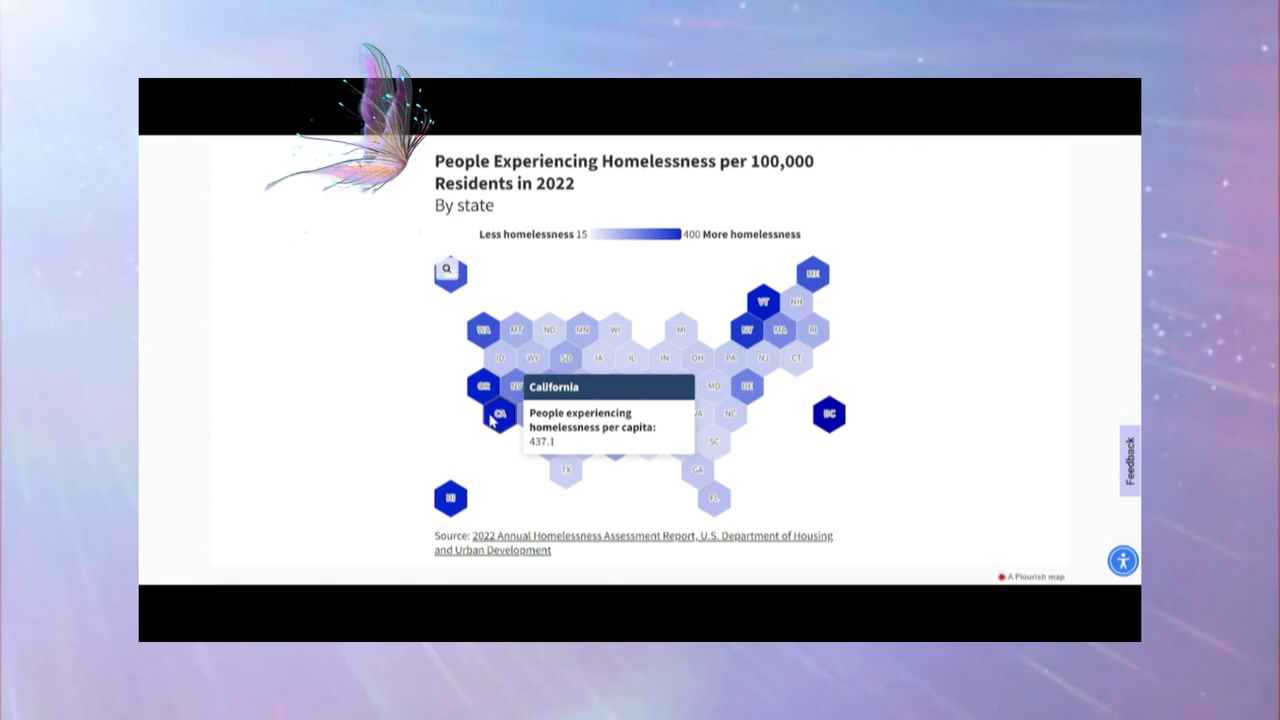 People Experiencing Homelessness per 100,000
Residents in 2022
By state
Less homelessness 15 400 More homelessness
ME
VT NH
WA MT ND MN WI MI NY MA RI
ID WY SD IA IL IN OH PA NJ CT
OR NV MD DE
California
CA NC DC
People experiencing
homelessness per capita:
437.1
SC
TX GA
HI FL
Feedback
Source: 2022 Annual Homelessness Assessment Report, U.S. Department of Housing
and Urban Development
A Flourish map